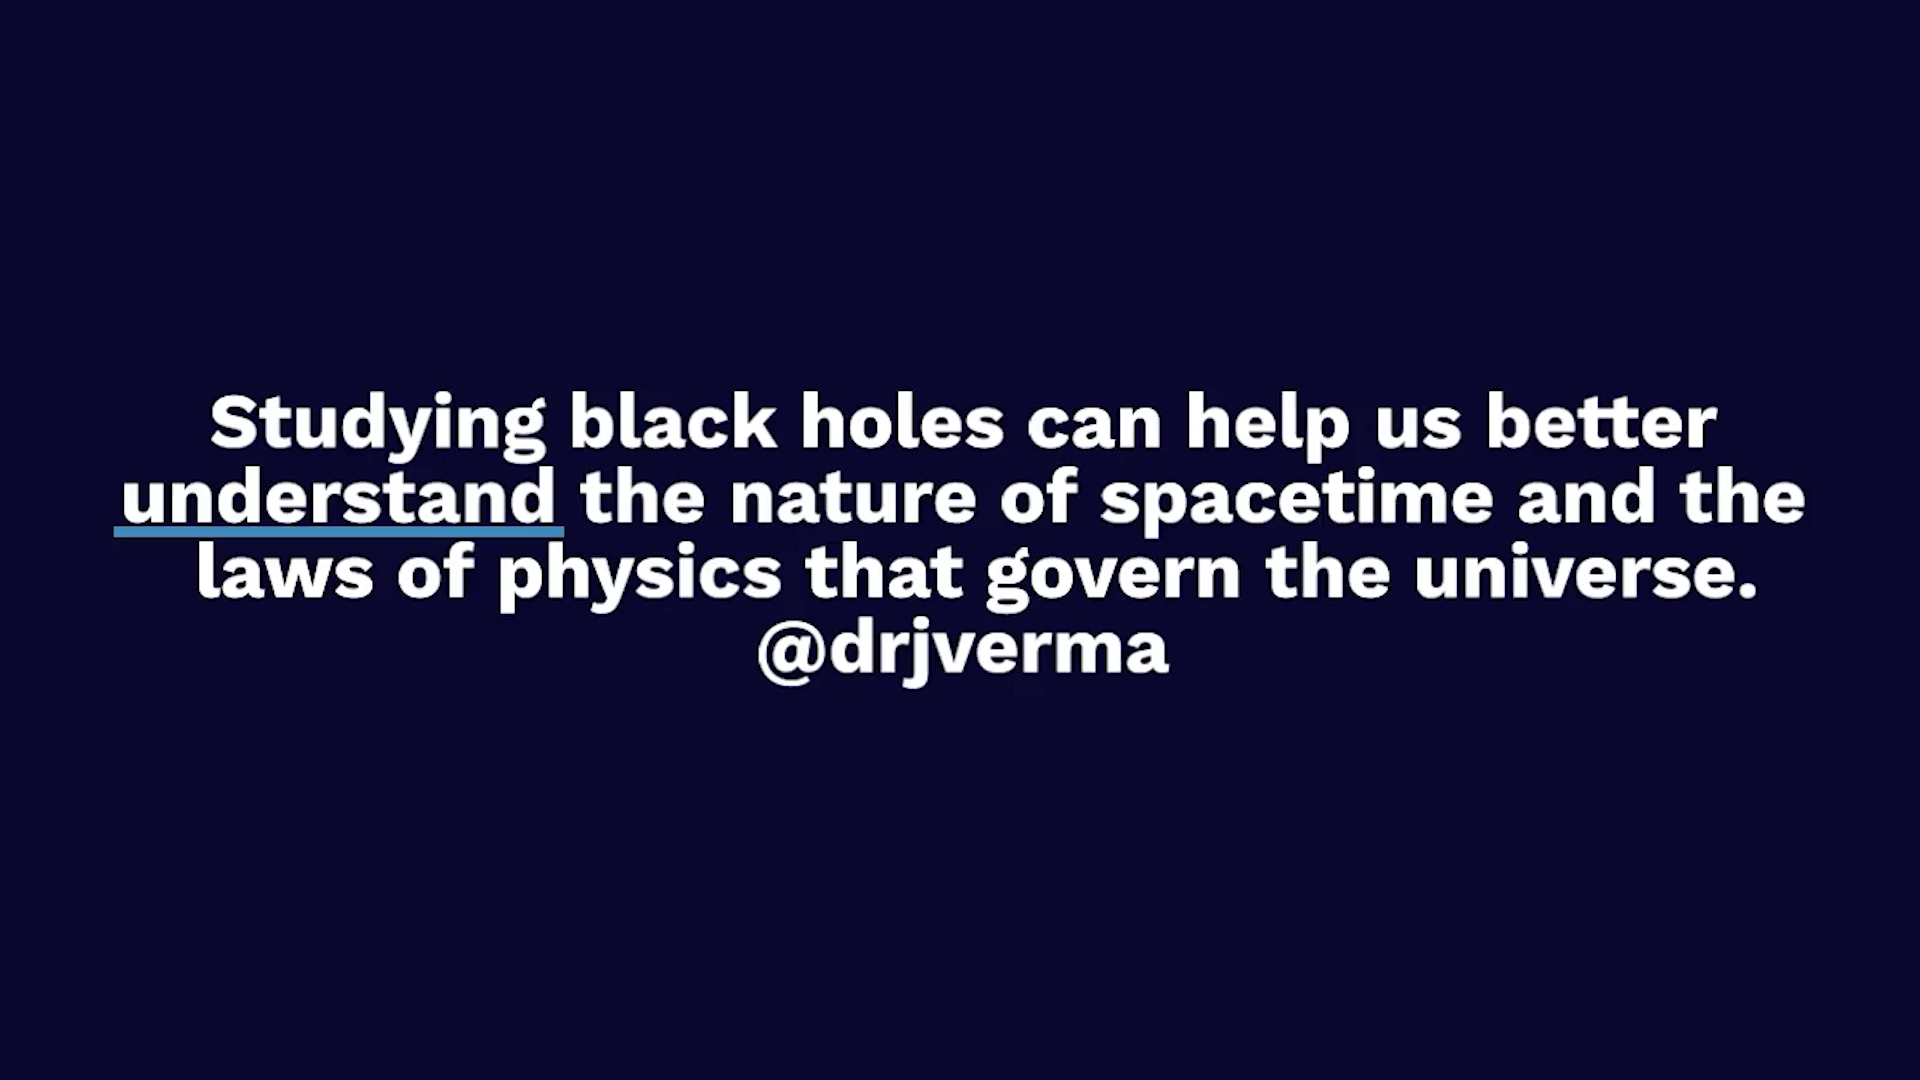 Studying black holes can help us better
understand the nature of spacetime and the
laws of physics that govern the universe.
@drjverma